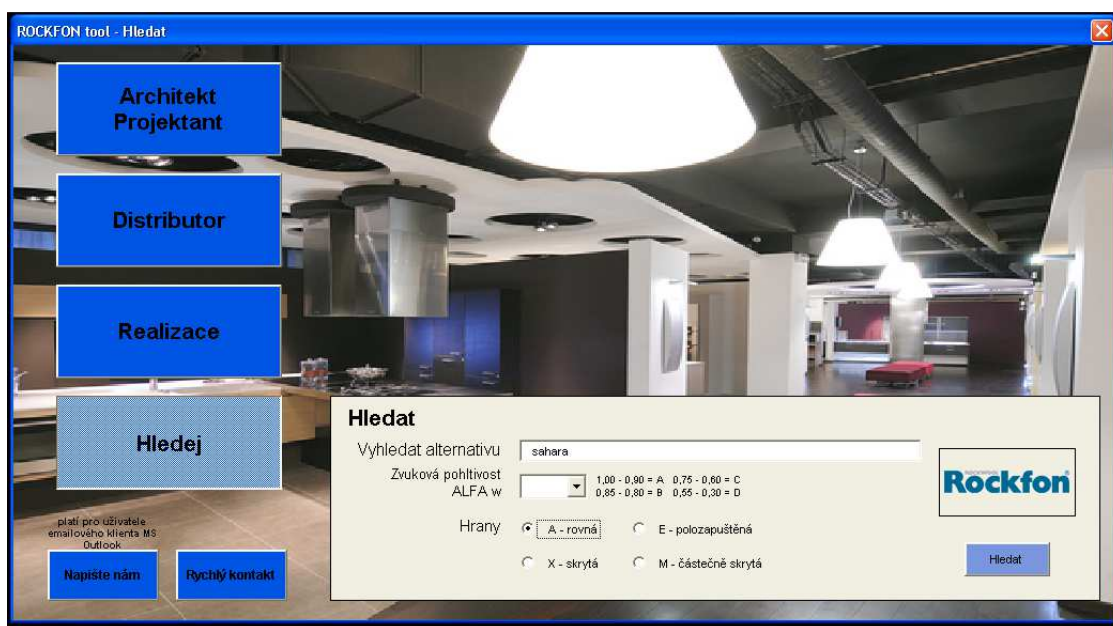 ROCKFON tool - Hledat
Architekt
Projektant
Distributor
Realizace
Hledej
platí pro uživatele
emailového klienta MS
Outlook
Napište nám
Rychlý kontakt
Hledat
Vyhledat alternativu
sahara
Zvuková pohltivost
ALFA w
1,00 - 0,90 = A 0,75 - 0,60 = C
0,85 - 0,80 = B 0,55 - 0,30 = D
Hrany
A - rovná
E - polozapuštěná
X - skrytá
M - částečně skrytá
Rockfon
Hledat